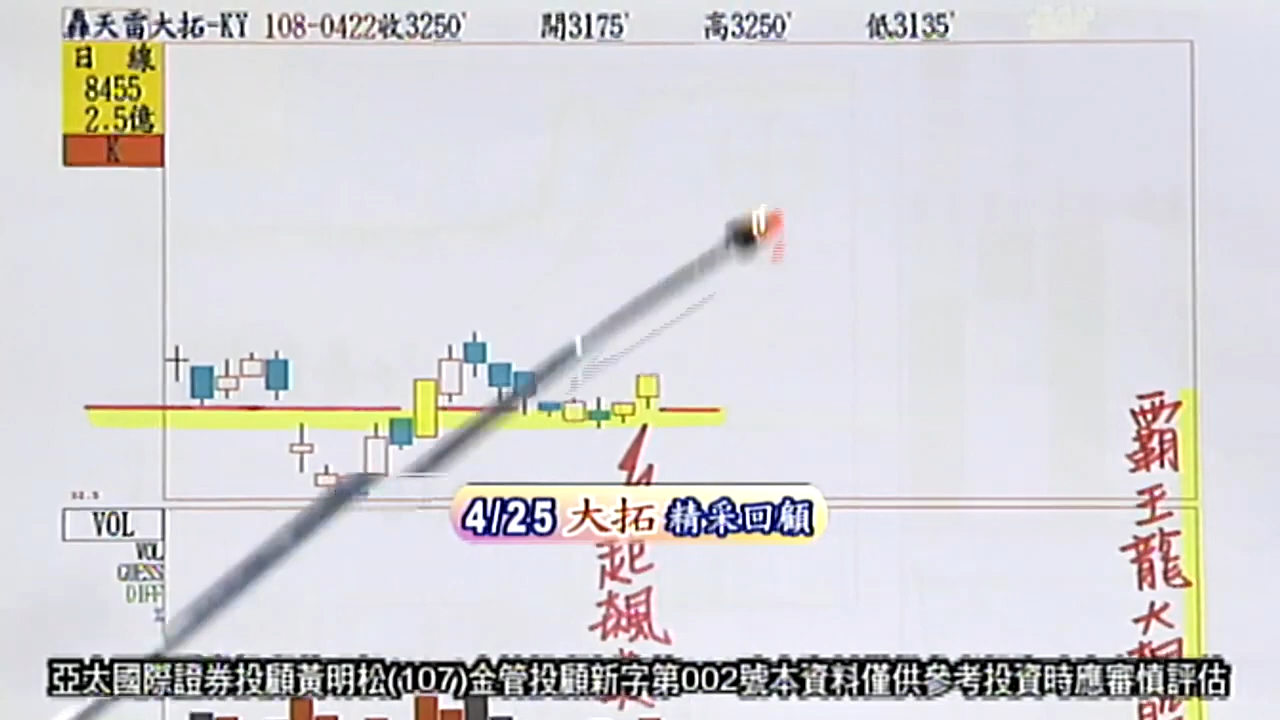 轟天雷大拓-KY 108-0422收3250' 開3175' 高3250' 低3135'
日 線
8455
2.5億
K
霸王龍大
VOL
VOL
GUESS
DIFF
4/25 大拓 精采回顧
起飆
亞太國際證券投顧黃明松(107)金管投顧新字第002號本資料僅供參考投資時應審慎評估